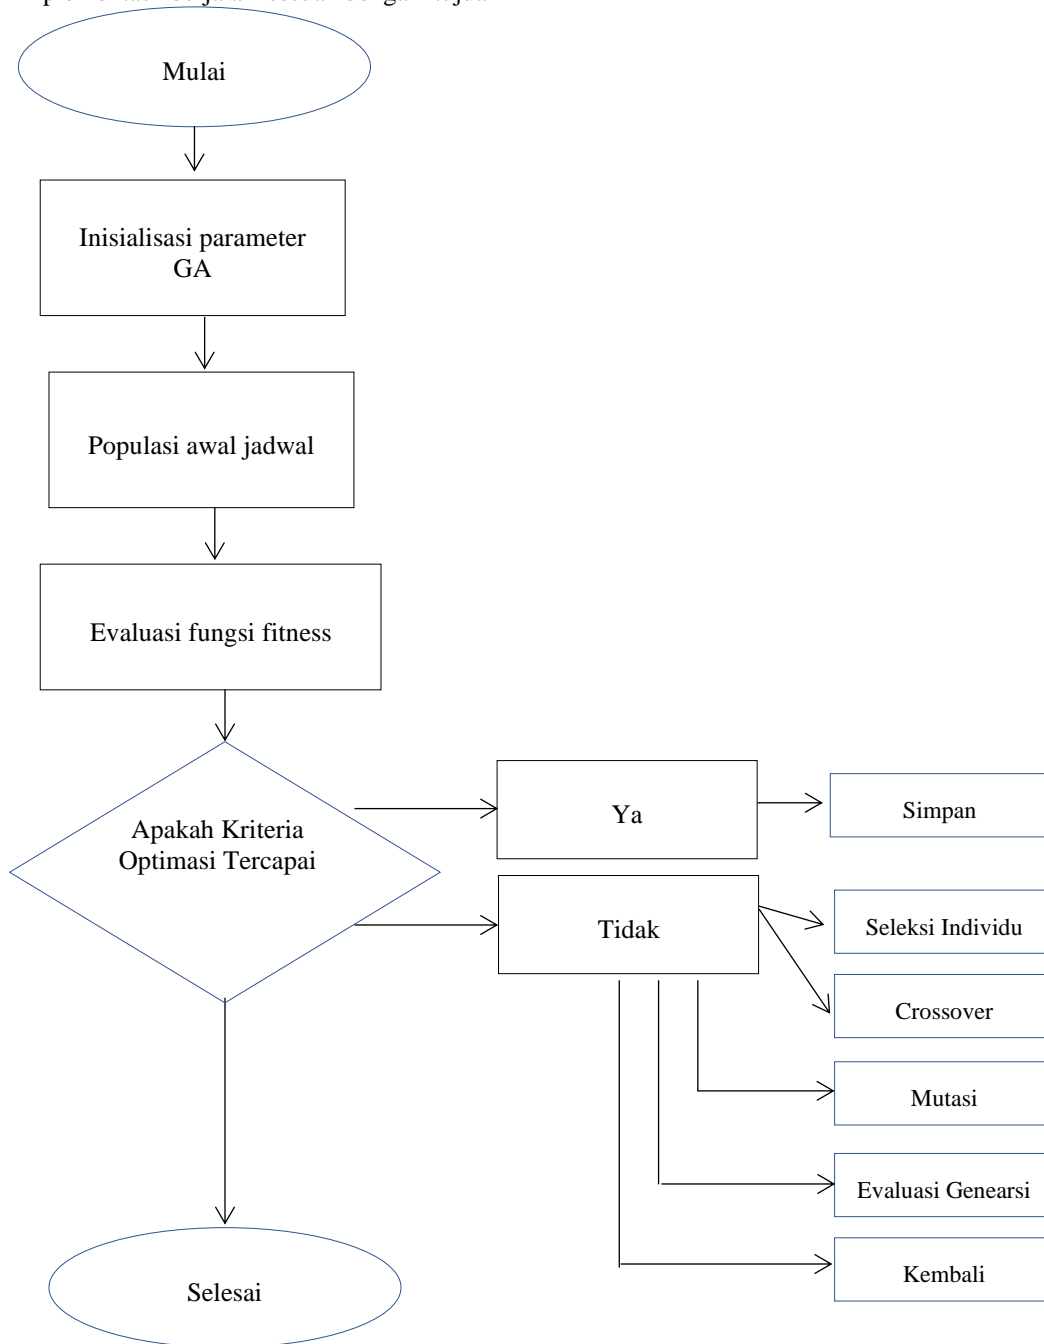 Mulai
Inisialisasi parameter
GA
Populasi awal jadwal
Evaluasi fungsi fitness
Apakah Kriteria
Optimasi Tercapai
Ya
Simpan
Tidak
Seleksi Individu
Crossover
Mutasi
Evaluasi Genearsi
Kembali
Selesai